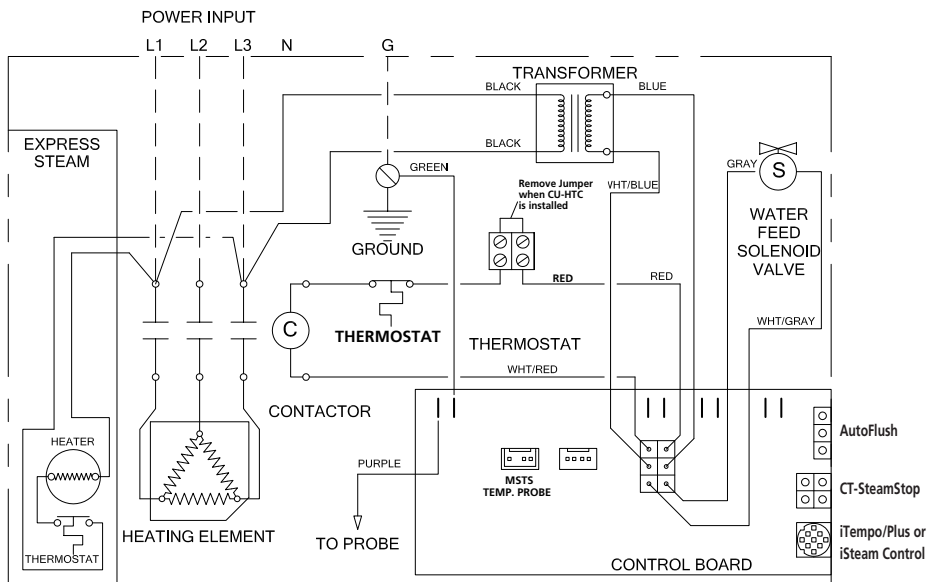 POWER INPUT
L1 L2 L3 N G
TRANSFORMER
BLACK
BLUE
EXPRESS
STEAM
BLACK
GREEN
GRAY
S
Remove Jumper
when CU-HTC
is installed
WHT/BLUE
WATER
FEED
SOLENOID
VALVE
GROUND
RED
RED
C
THERMOSTAT
THERMOSTAT
WHT/GRAY
WHT/RED
CONTACTOR
HEATER
PURPLE
MSTS
TEMP. PROBE
AutoFlush
CT-SteamStop
HEATING ELEMENT
TO PROBE
iTempo/Plus or
iSteam Control
THERMOSTAT
CONTROL BOARD